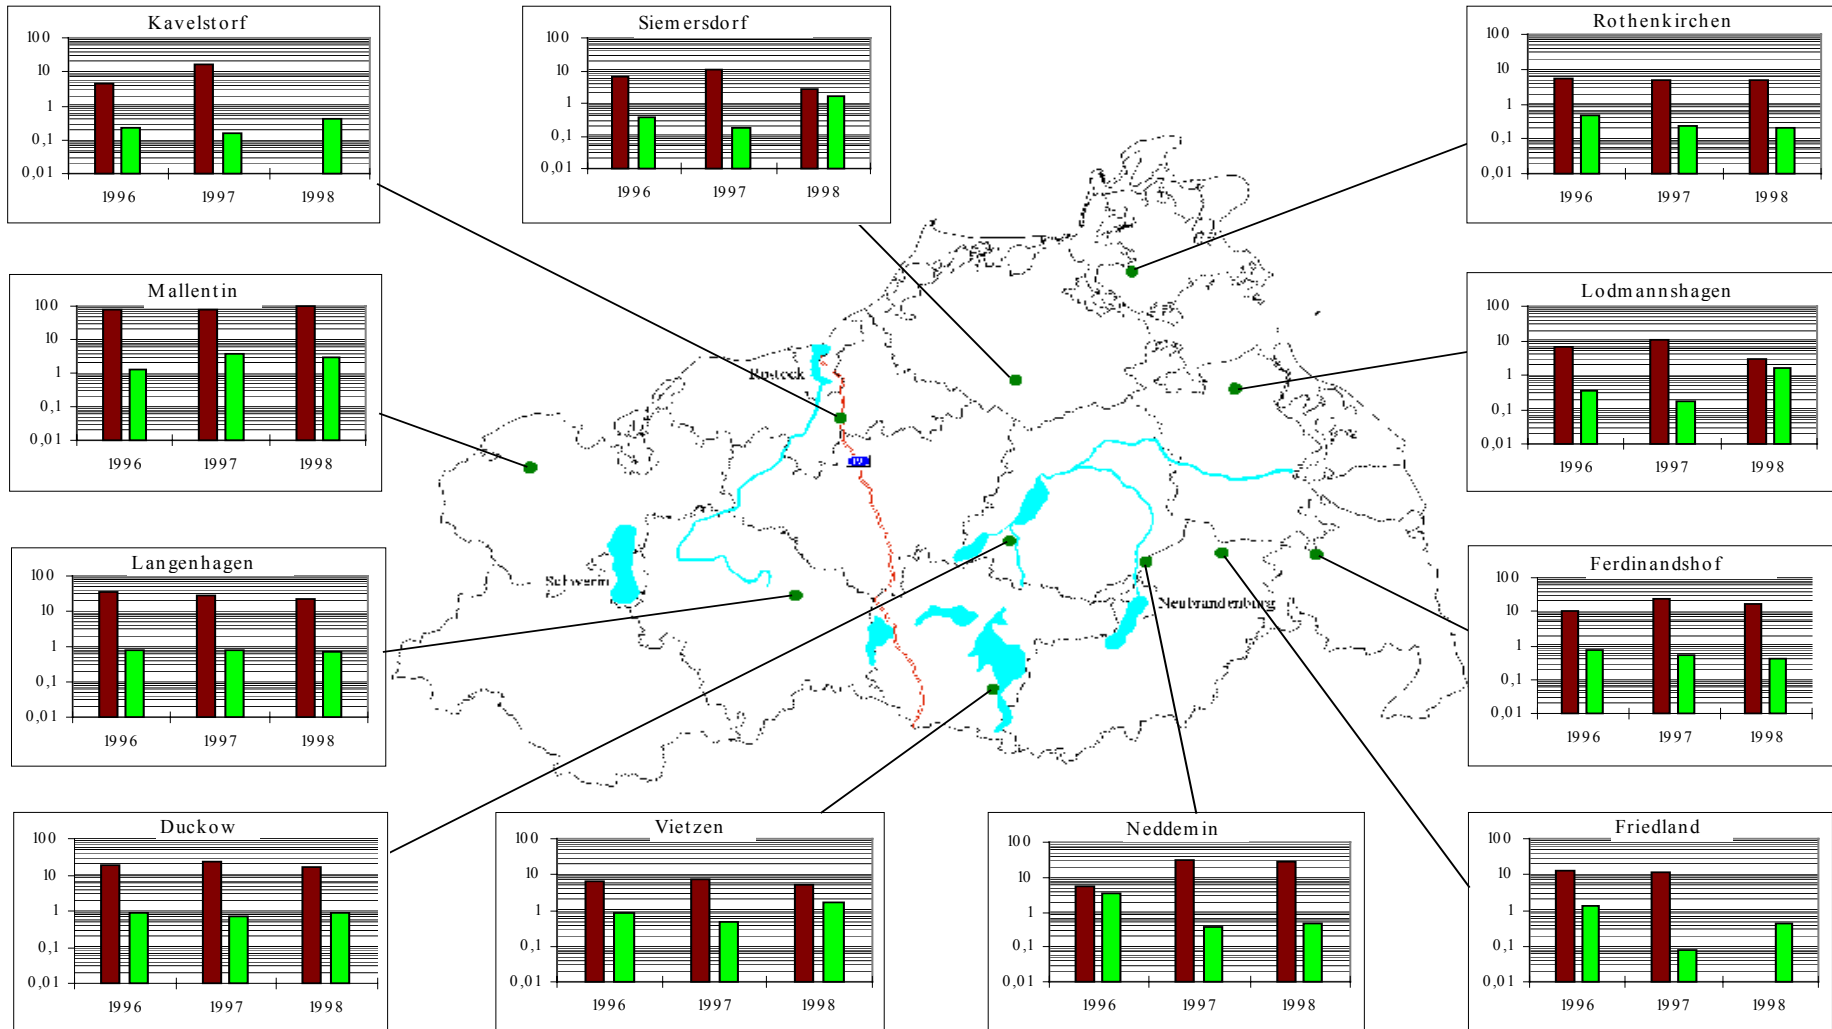 Kavelstorf
100
10
1
0,1
0,01
1996 1997 1998
Siemersdorf
100
10
1
0,1
0,01
1996 1997 1998
Rothenkirchen
100
10
1
0,1
0,01
1996 1997 1998
Mallentin
100
10
1
0,1
0,01
1996 1997 1998
Lodmannshagen
100
10
1
0,1
0,01
1996 1997 1998
Rostock
19
Schwerin
Neubrandenburg
Langenhagen
100
10
1
0,1
0,01
1996 1997 1998
Ferdinandshof
100
10
1
0,1
0,01
1996 1997 1998
Duckow
100
10
1
0,1
0,01
1996 1997 1998
Vietzen
100
10
1
0,1
0,01
1996 1997 1998
Neddemin
100
10
1
0,1
0,01
1996 1997 1998
Friedland
100
10
1
0,1
0,01
1996 1997 1998